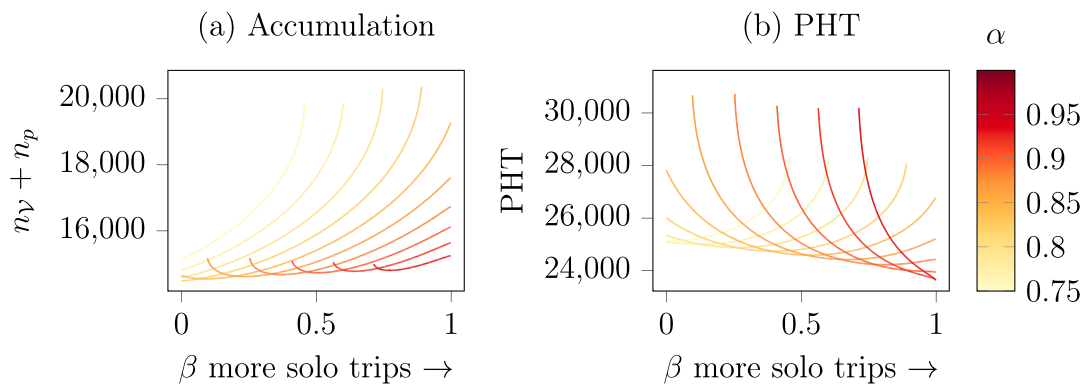 (a) Accumulation
n_𝒱 + n_p
20,000
18,000
16,000
0
0.5
1
β more solo trips →
(b) PHT
PHT
30,000
28,000
26,000
24,000
0
0.5
1
β more solo trips →
α
0.95
0.9
0.85
0.8
0.75